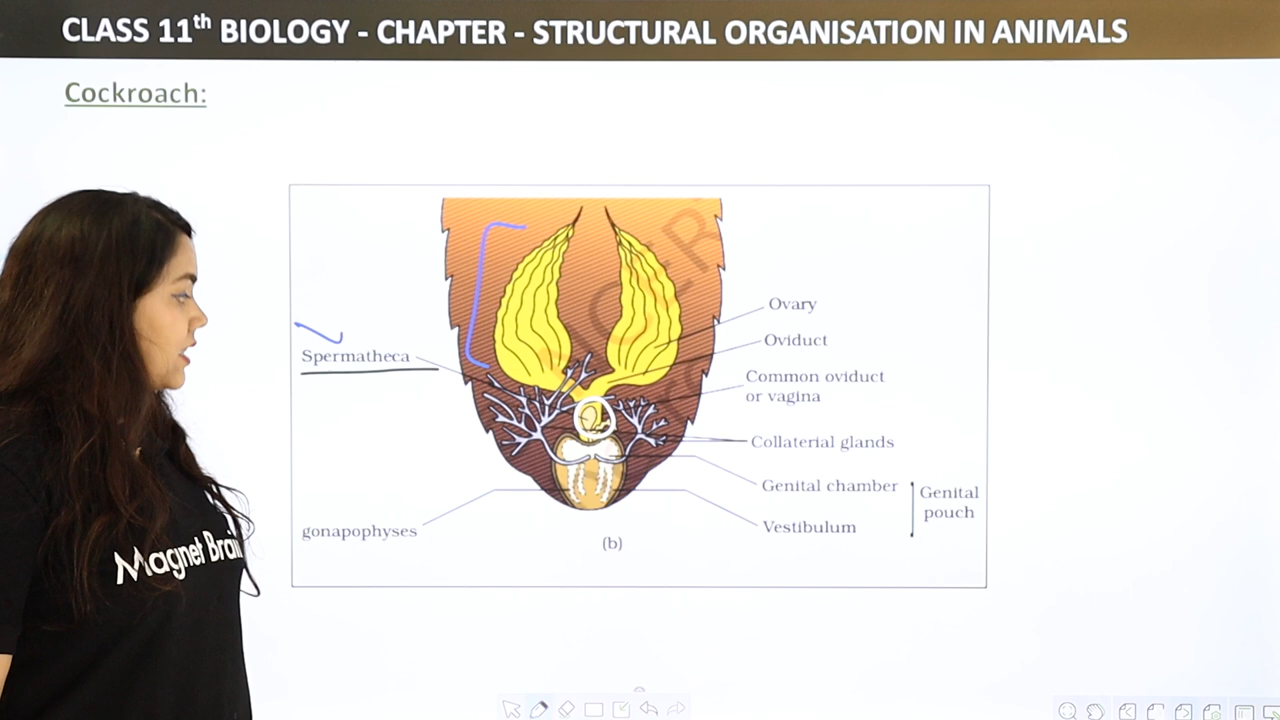 CLASS 11th BIOLOGY - CHAPTER - STRUCTURAL ORGANISATION IN ANIMALS
Cockroach:
Ovary
Oviduct
Spermatheca
Common oviduct
or vagina
Collaterial glands
Genital chamber
Genital
pouch
Vestibulum
gonapophyses
(b)
Magnet Brain